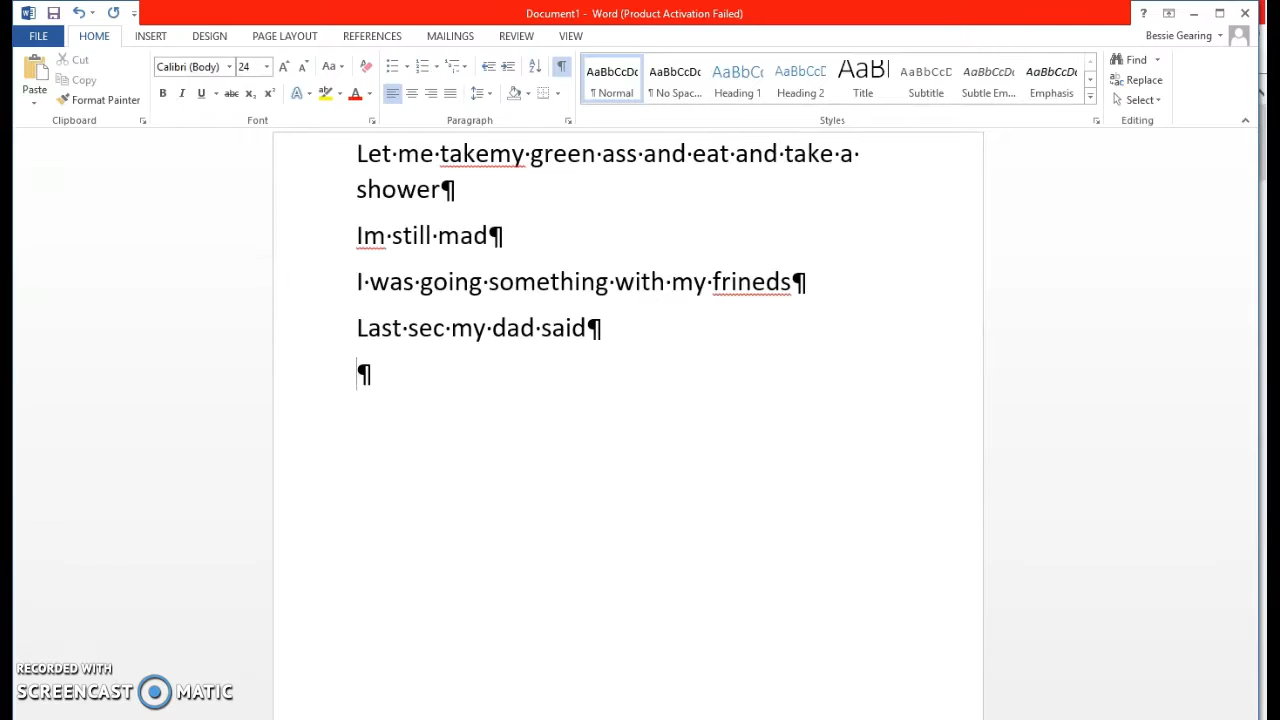 Document1 - Word (Product Activation Failed)
FILE HOME INSERT DESIGN PAGE LAYOUT REFERENCES MAILINGS REVIEW VIEW Bessie Gearing
Cut
Copy
Paste
Format Painter
Calibri (Body) 24
AaBbCcDc AaBbCcDc AaBbC AaBbCc AaBl AaBbCcD AaBbCcDc AaBbCcDc
¶ Normal ¶ No Spac... Heading 1 Heading 2 Title Subtitle Subtle Em... Emphasis
Find
Replace
Select
Clipboard Font Paragraph Styles Editing
Let·me·takemy·green·ass·and·eat·and·take·a·
shower¶
Im·still·mad¶
I·was·going·something·with·my·frineds¶
Last·sec·my·dad·said¶
¶
RECORDED WITH
SCREENCAST MATIC